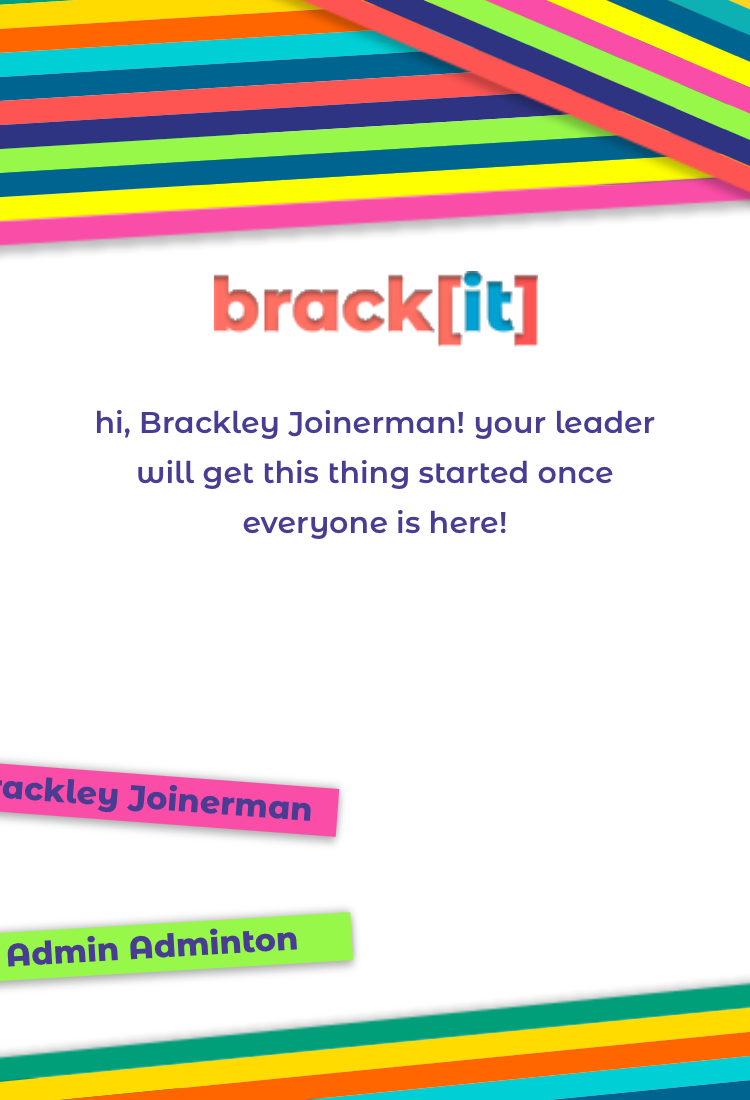 brack[it]
hi, Brackley Joinerman! your leader
will get this thing started once
everyone is here!
rackley Joinerman
Admin Adminton